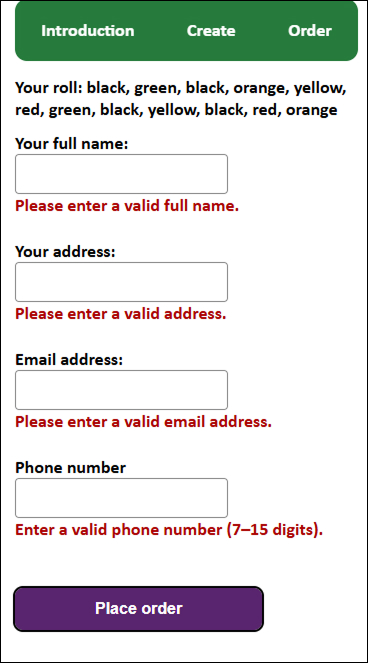 Introduction Create Order
Your roll: black, green, black, orange, yellow,
red, green, black, yellow, black, red, orange
Your full name:
Please enter a valid full name.
Your address:
Please enter a valid address.
Email address:
Please enter a valid email address.
Phone number
Enter a valid phone number (7–15 digits).
Place order